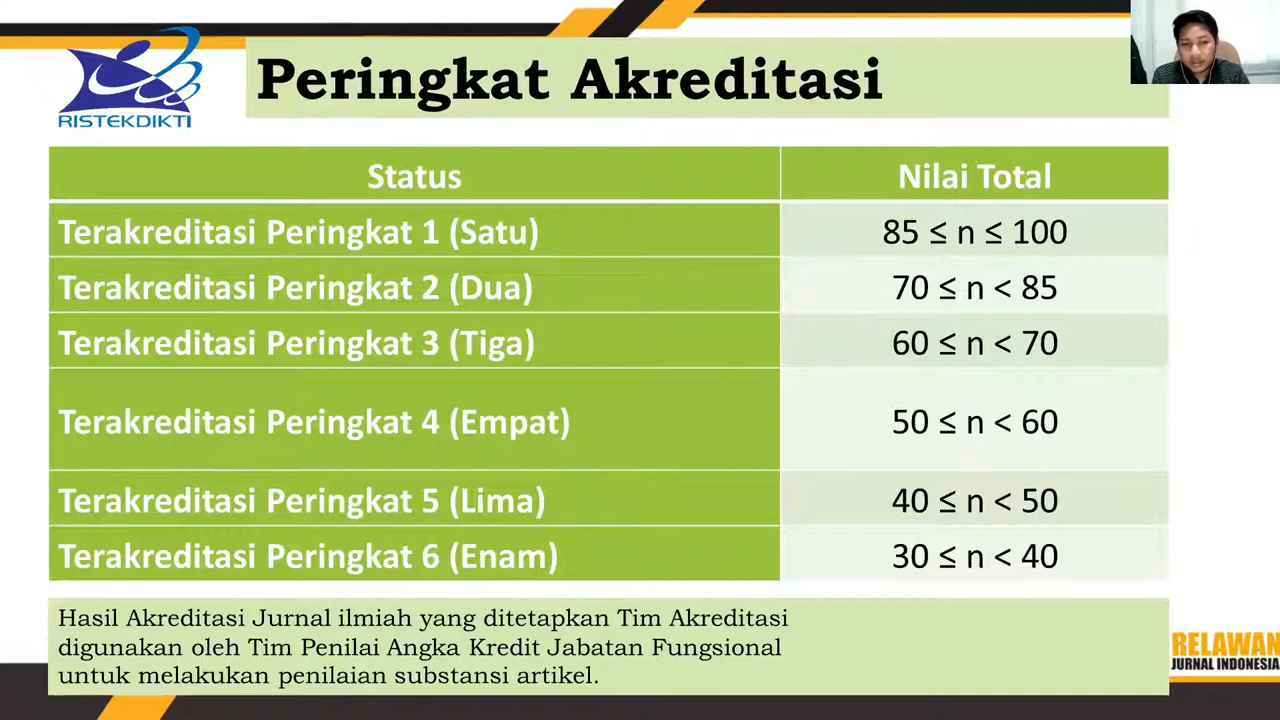 RISTEKDIKTI
Peringkat Akreditasi
Status Nilai Total
Terakreditasi Peringkat 1 (Satu) 85 ≤ n ≤ 100
Terakreditasi Peringkat 2 (Dua) 70 ≤ n < 85
Terakreditasi Peringkat 3 (Tiga) 60 ≤ n < 70
Terakreditasi Peringkat 4 (Empat) 50 ≤ n < 60
Terakreditasi Peringkat 5 (Lima) 40 ≤ n < 50
Terakreditasi Peringkat 6 (Enam) 30 ≤ n < 40
Hasil Akreditasi Jurnal ilmiah yang ditetapkan Tim Akreditasi
digunakan oleh Tim Penilai Angka Kredit Jabatan Fungsional
untuk melakukan penilaian substansi artikel.
RELAWAN
JURNAL INDONESIA